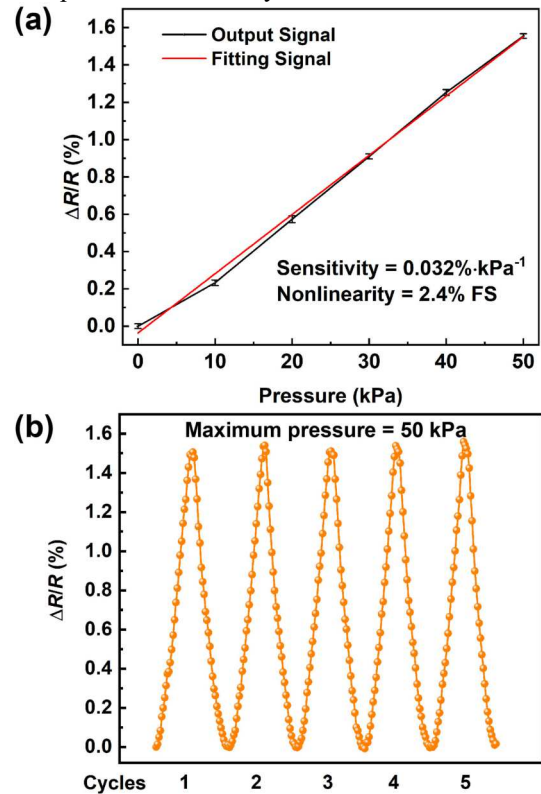 (a)
1.6
1.4
1.2
1.0
0.8
0.6
0.4
0.2
0.0
ΔR/R (%)
Output Signal
Fitting Signal
Sensitivity = 0.032%·kPa⁻¹
Nonlinearity = 2.4% FS
0 10 20 30 40 50
Pressure (kPa)
(b)
1.6
1.4
1.2
1.0
0.8
0.6
0.4
0.2
0.0
ΔR/R (%)
Maximum pressure = 50 kPa
Cycles 1 2 3 4 5